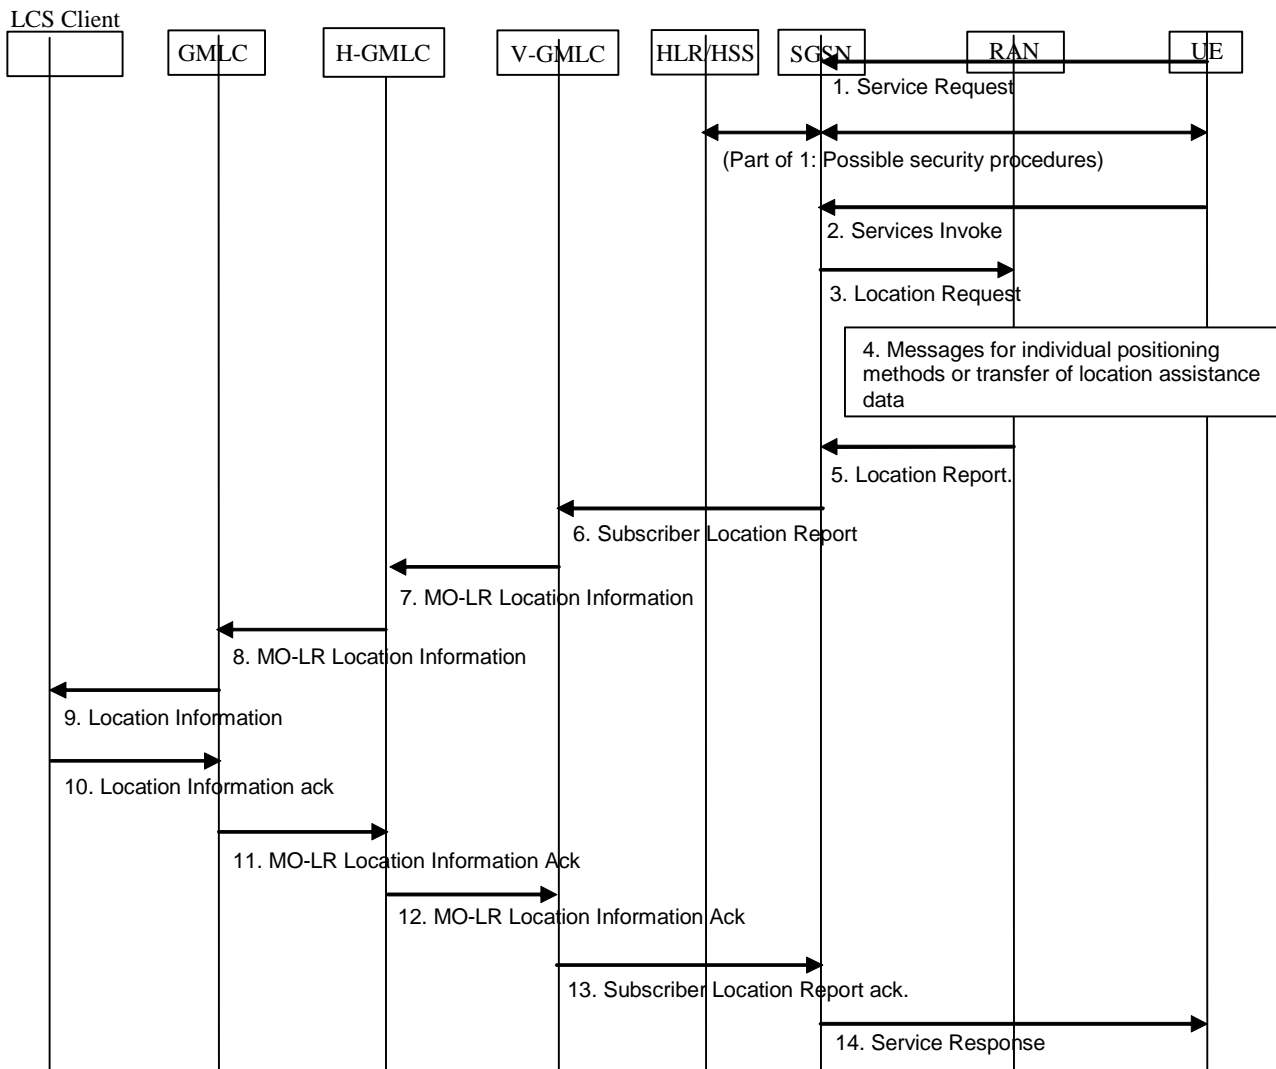 LCS Client
GMLC
H-GMLC
V-GMLC
HLR/HSS
SGSN
RAN
UE
1. Service Request
(Part of 1: Possible security procedures)
2. Services Invoke
3. Location Request
4. Messages for individual positioning
methods or transfer of location assistance
data
5. Location Report.
6. Subscriber Location Report
7. MO-LR Location Information
8. MO-LR Location Information
9. Location Information
10. Location Information ack
11. MO-LR Location Information Ack
12. MO-LR Location Information Ack
13. Subscriber Location Report ack.
14. Service Response